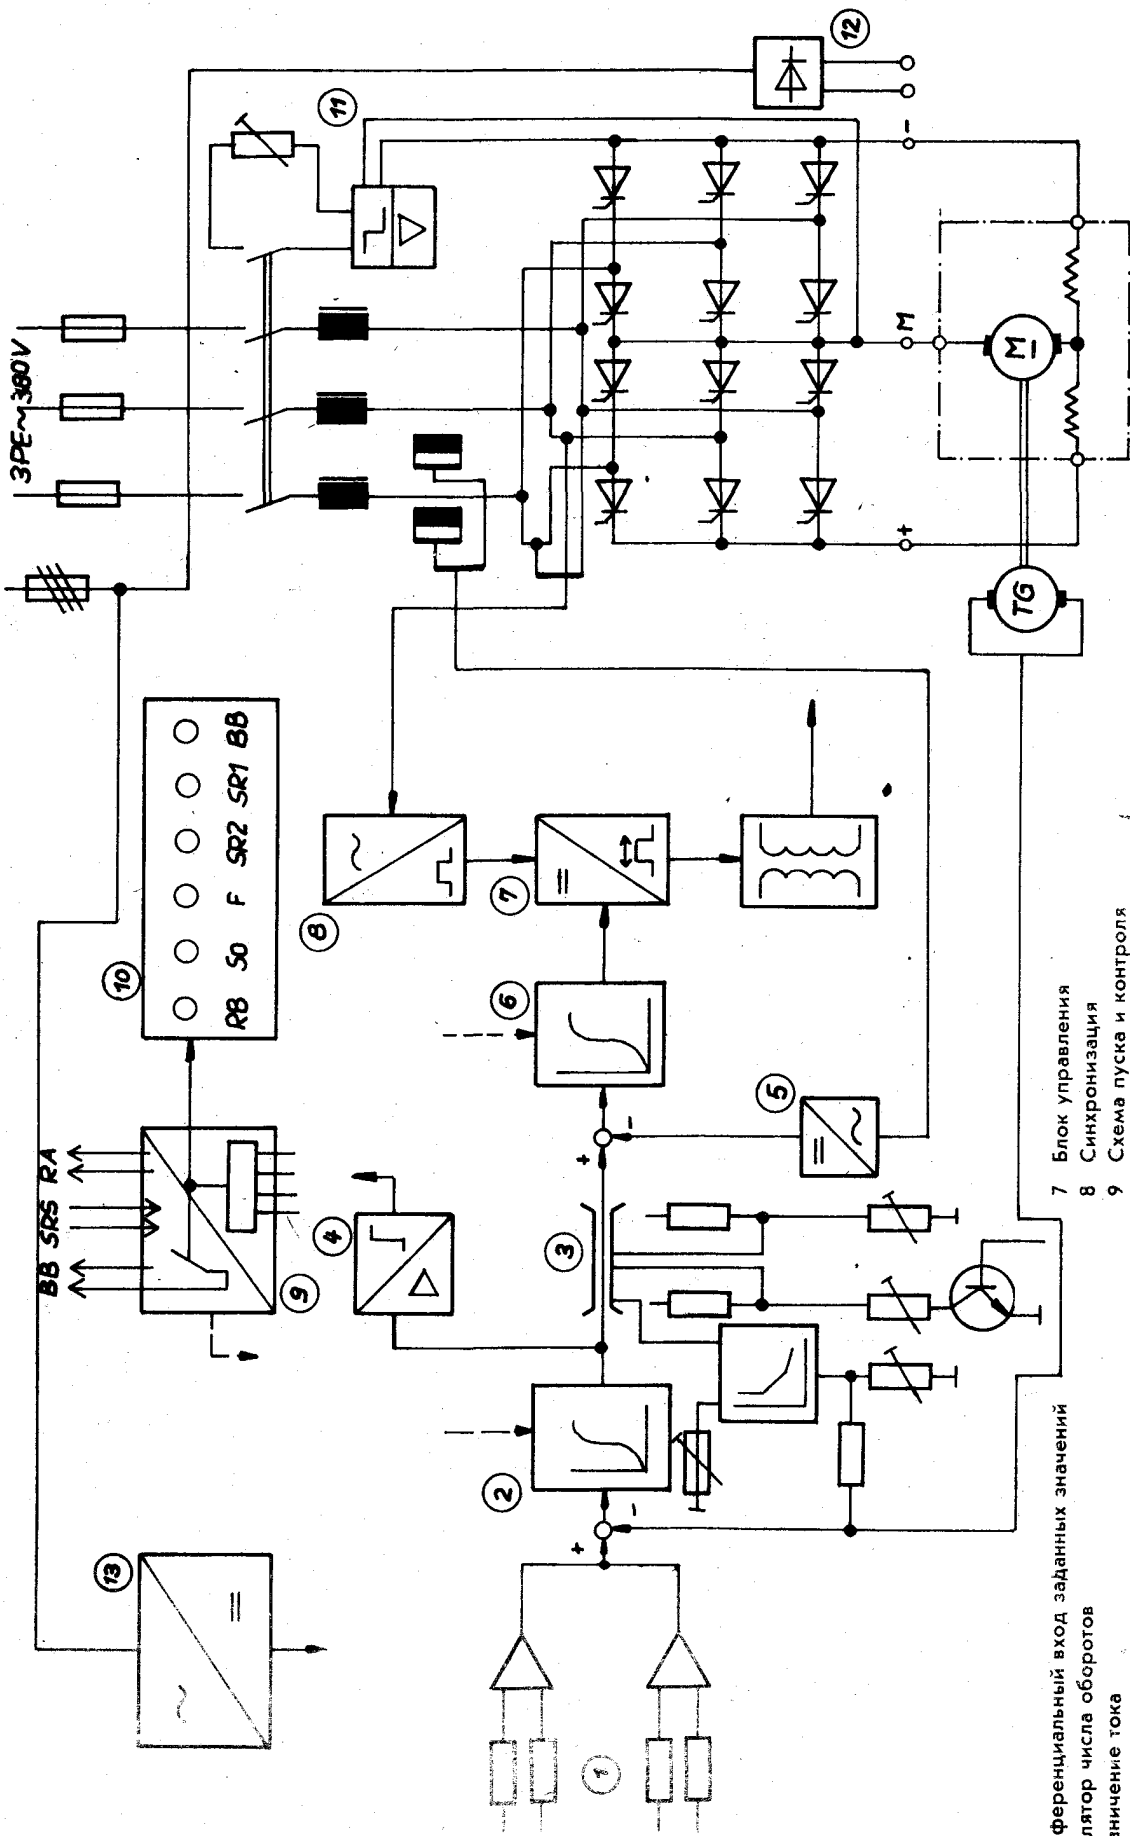 3PE~380V
12
11
M
M
+
-
TG
10
RB SO F SR2 SR1 BB
8
7
6
5
+
-
BB SRS RA
9
4
3
2
+
-
13
1
ференциальный вход заданных значений
лятор числа оборотов
аничение тока
7 Блок управления
8 Синхронизация
9 Схема пуска и контроля